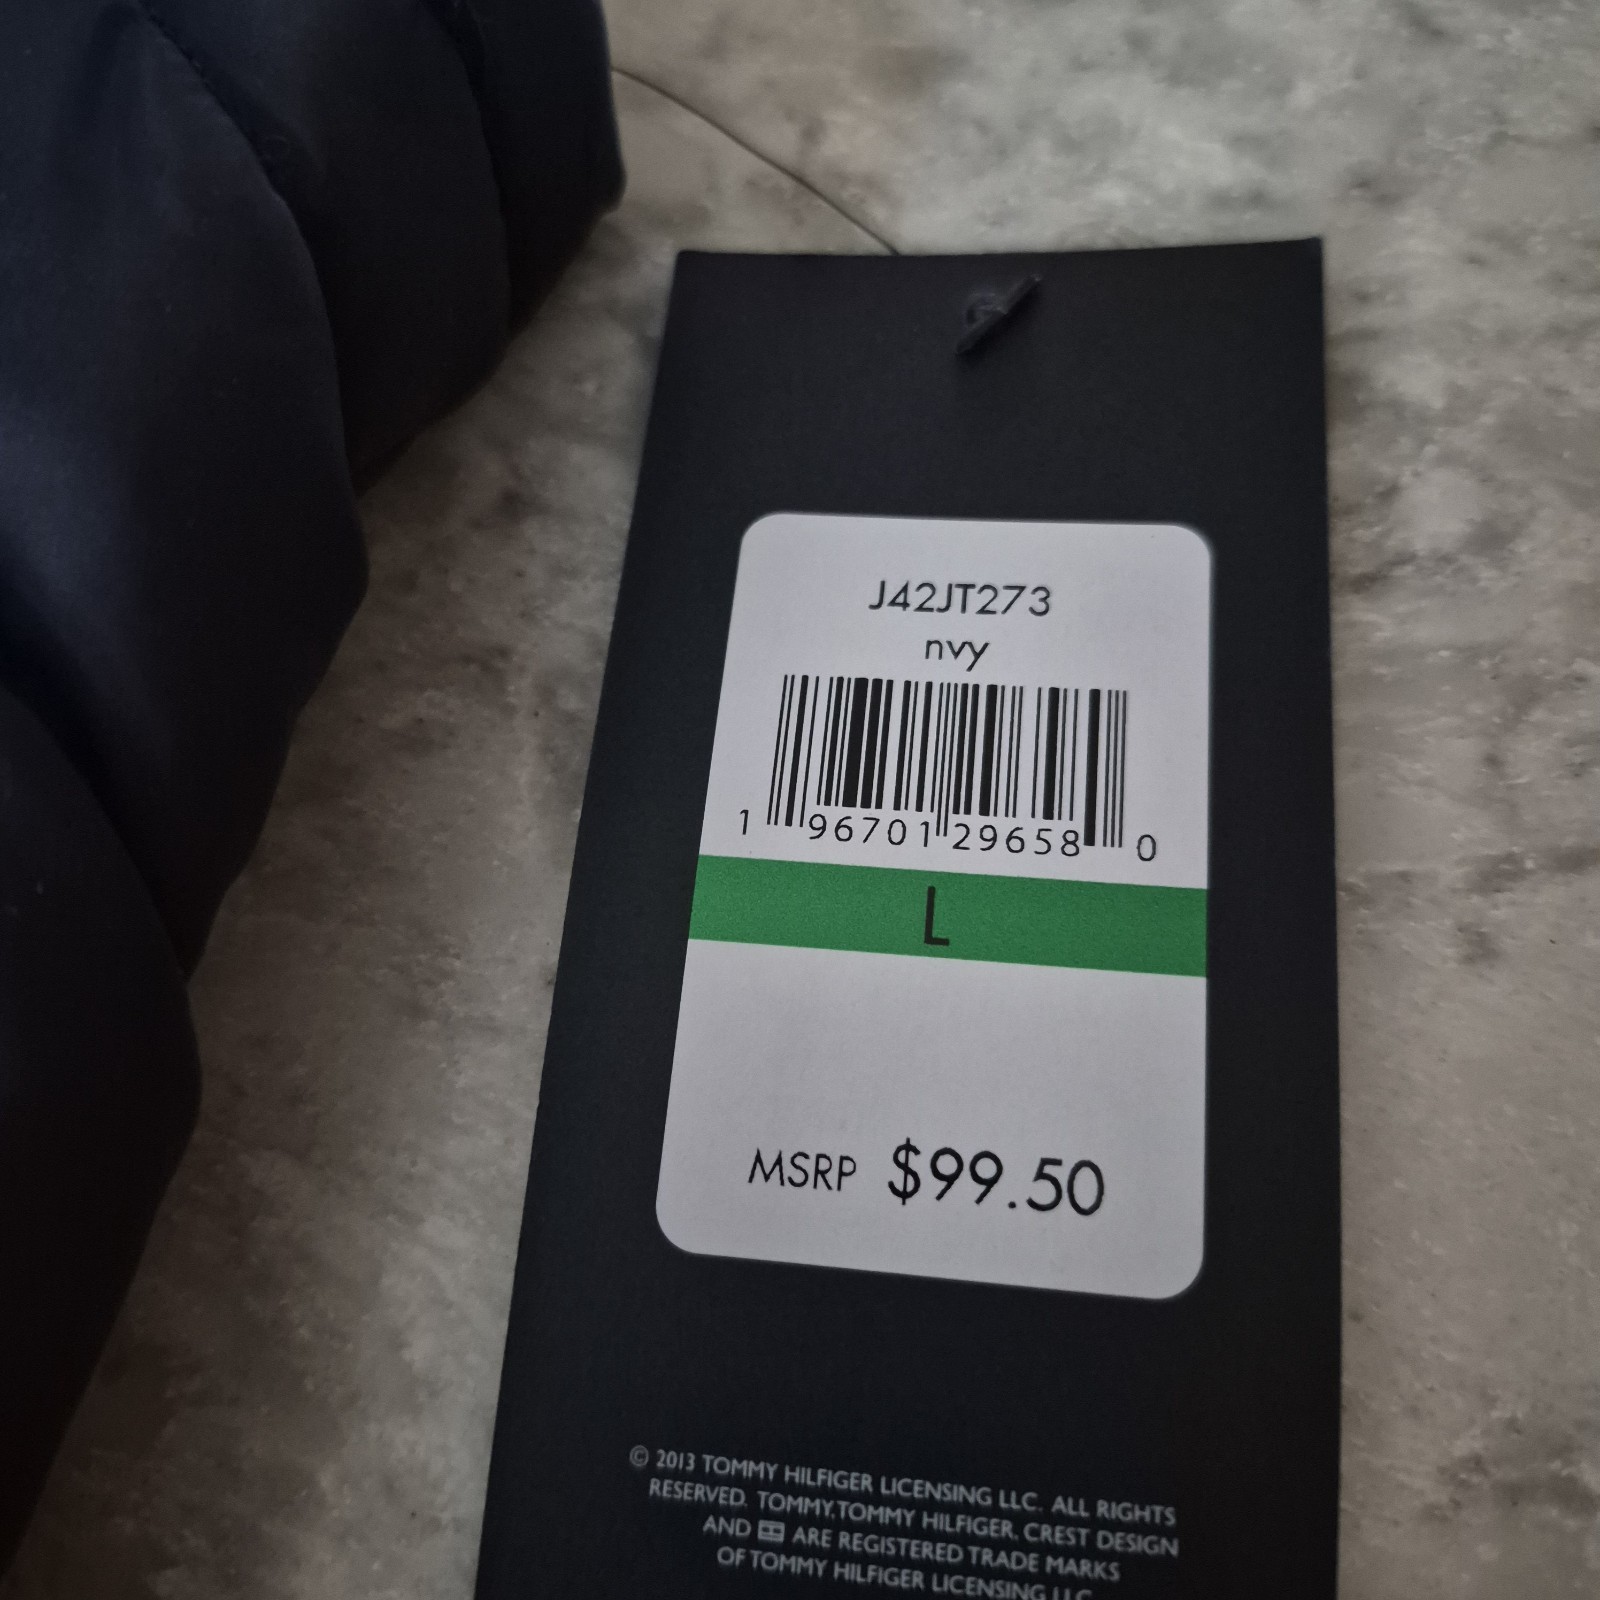 J42JT273
nvy
1 96701 29658 0
L
MSRP $99.50
© 2013 TOMMY HILFIGER LICENSING LLC. ALL RIGHTS
RESERVED. TOMMY, TOMMY HILFIGER, CREST DESIGN
AND ARE REGISTERED TRADE MARKS
OF TOMMY HILFIGER LICENSING LLC